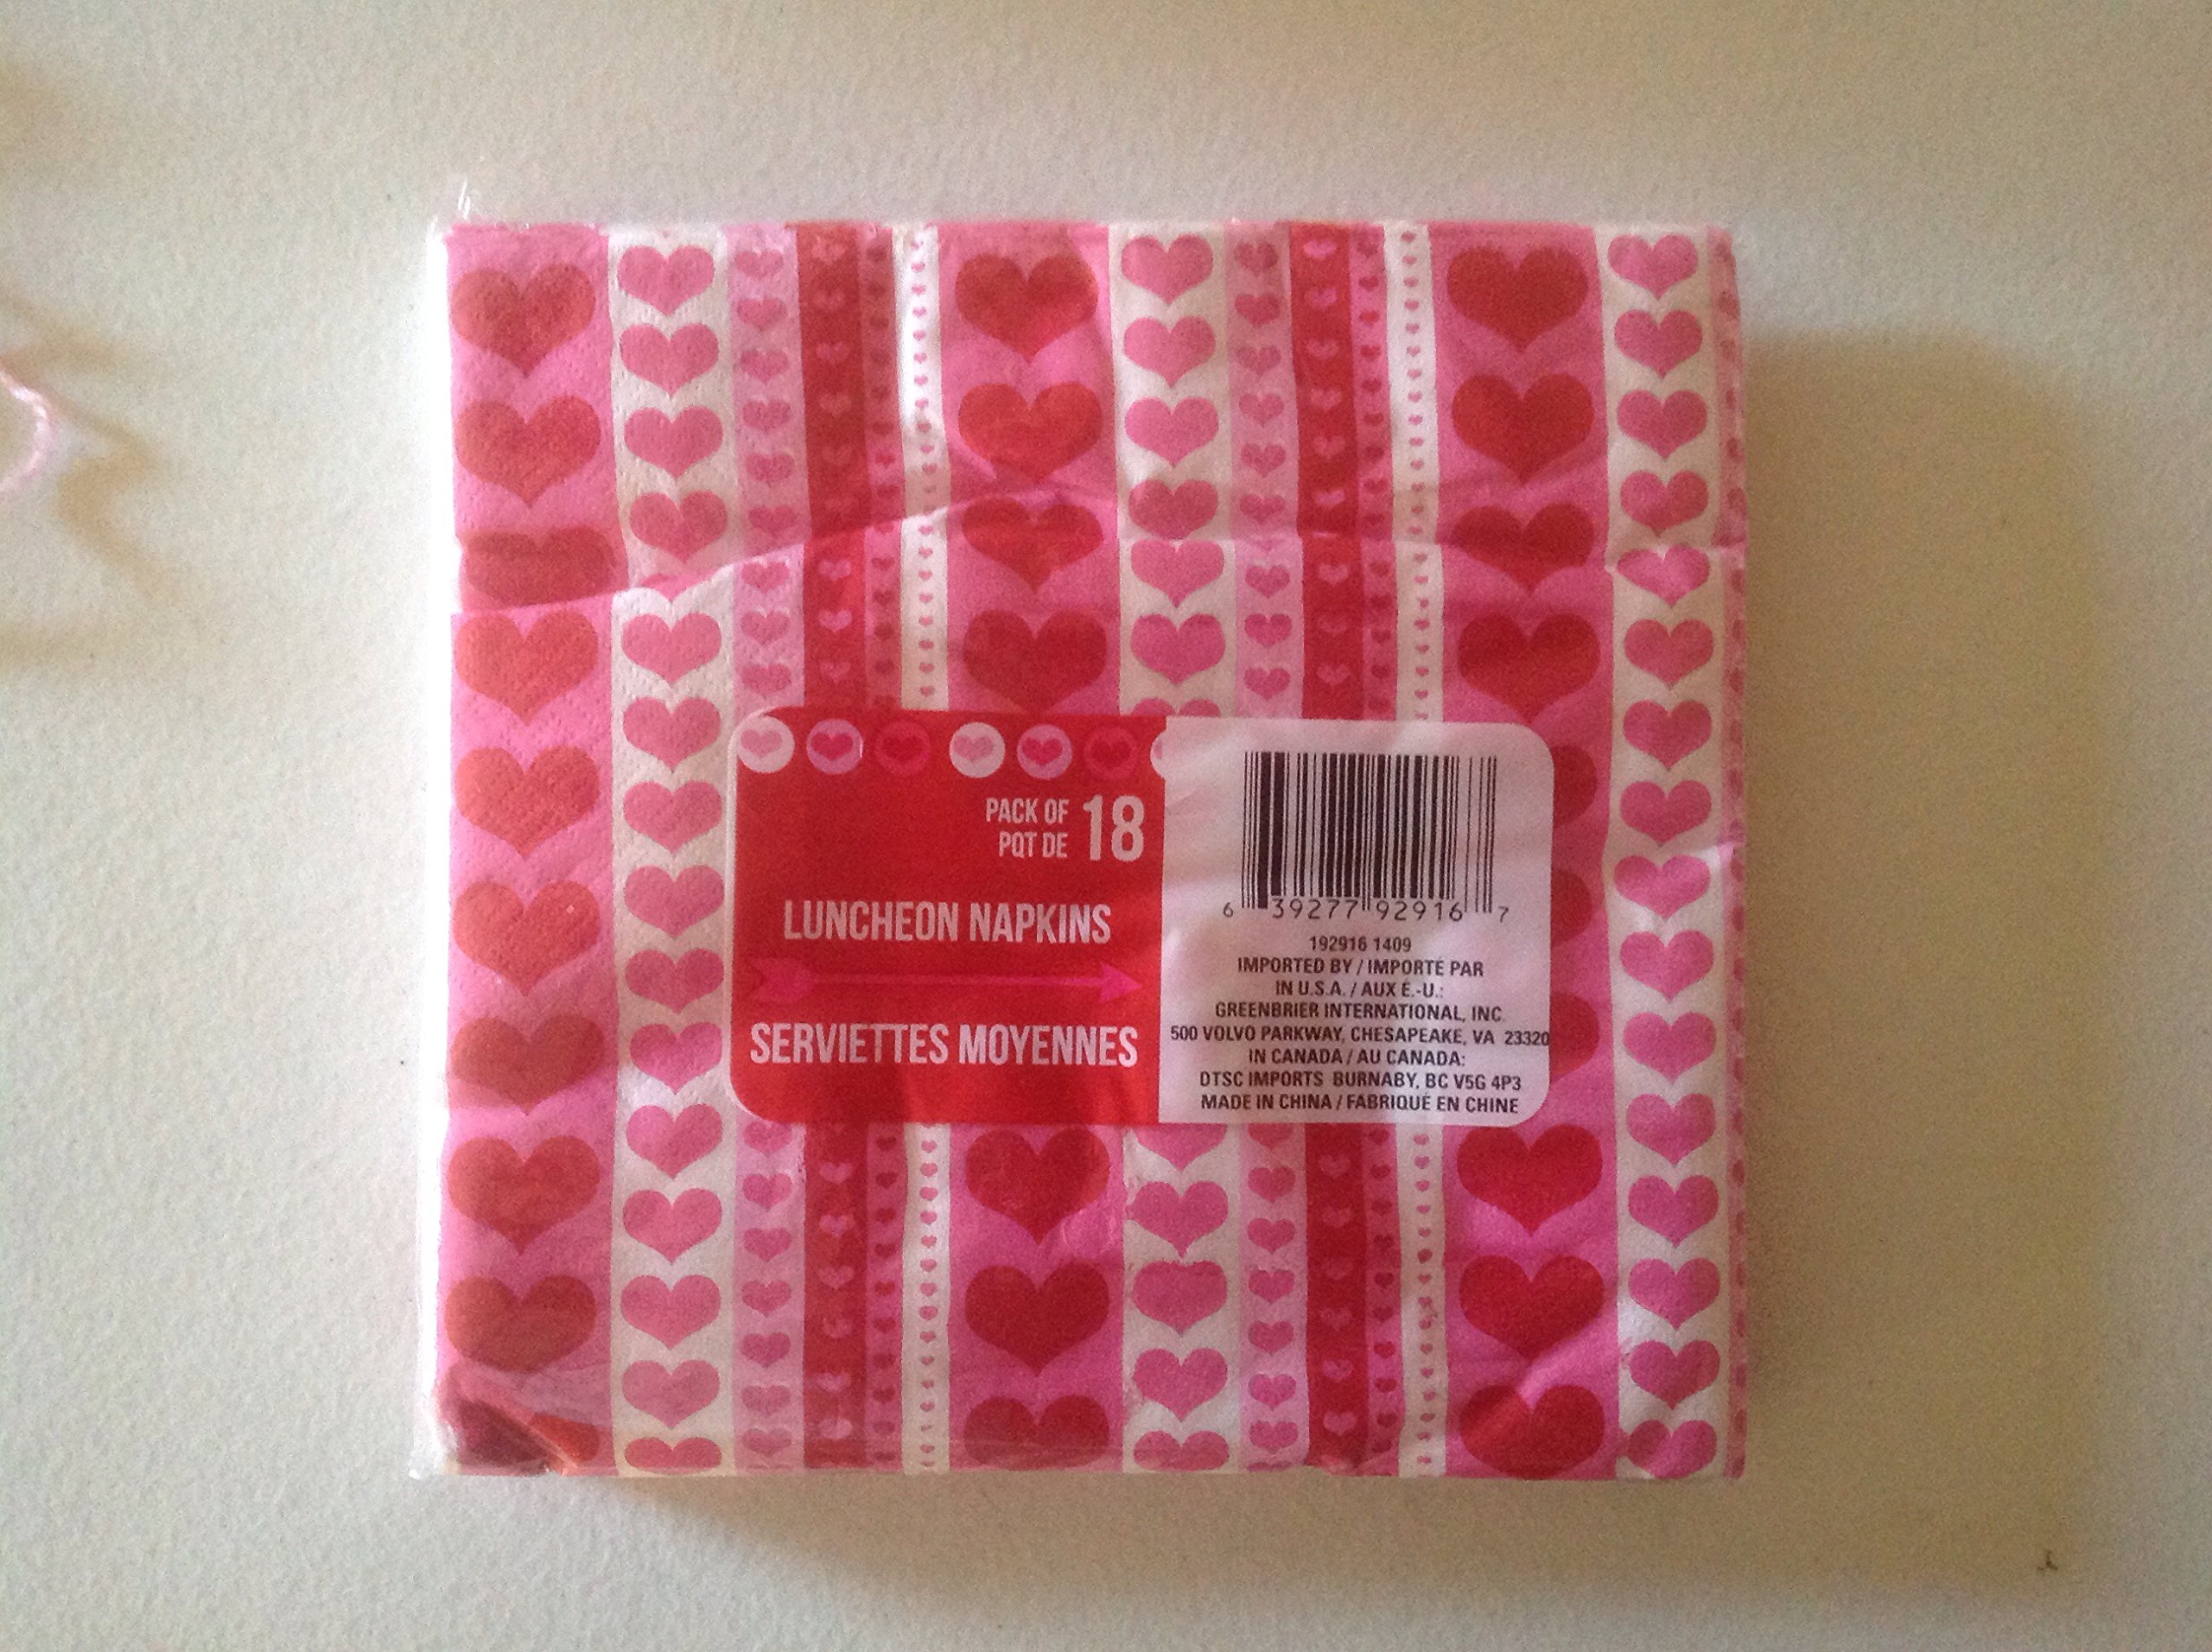 PACK OF 18
PQT DE
LUNCHEON NAPKINS
SERVIETTES MOYENNES
6 39277 92916 7
192916 1409
IMPORTED BY / IMPORTÉ PAR
IN U.S.A. / AUX É.-U.:
GREENBRIER INTERNATIONAL, INC.
500 VOLVO PARKWAY, CHESAPEAKE, VA 23320
IN CANADA / AU CANADA:
DTSC IMPORTS BURNABY, BC V5G 4P3
MADE IN CHINA / FABRIQUÉ EN CHINE